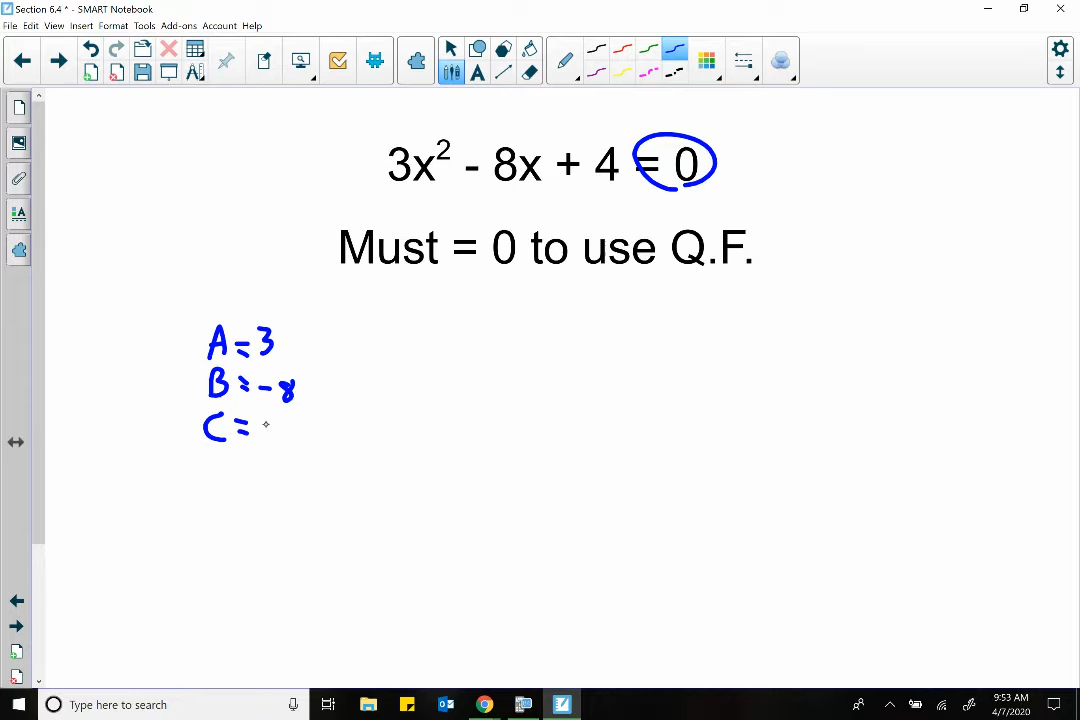 Section 6.4 * - SMART Notebook
File Edit View Insert Format Tools Add-ons Account Help
3x² - 8x + 4 = 0
Must = 0 to use Q.F.
A = 3
B = -8
C =
Type here to search
9:53 AM
4/7/2020